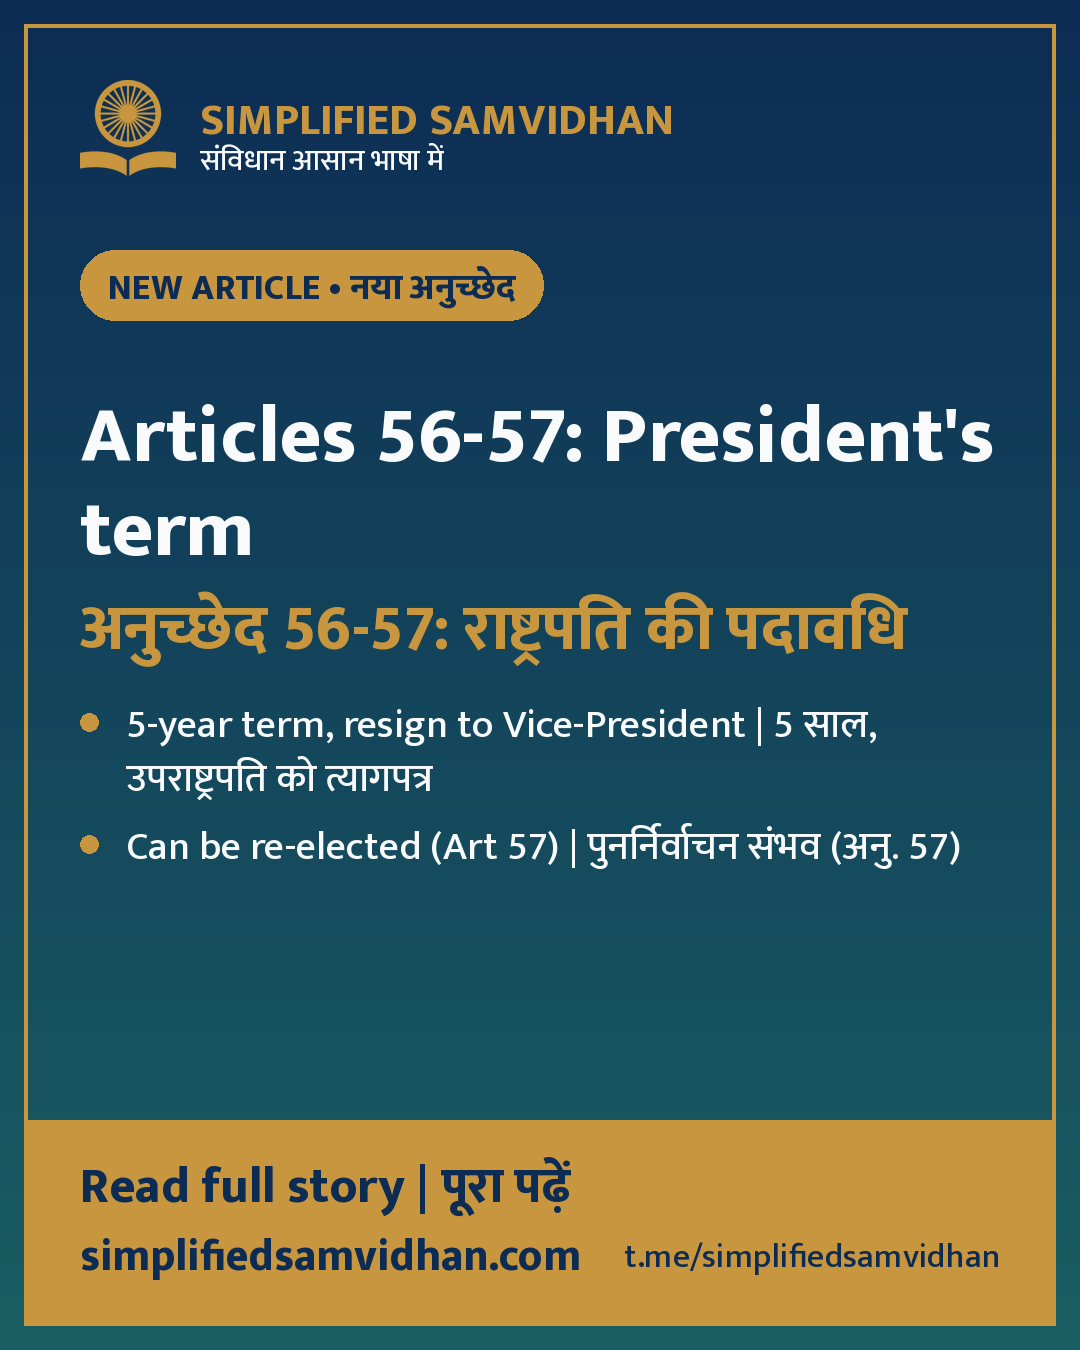 SIMPLIFIED SAMVIDHAN
संविधान आसान भाषा में
NEW ARTICLE • नया अनुच्छेद
Articles 56-57: President's
term
अनुच्छेद 56-57: राष्ट्रपति की पदावधि
5-year term, resign to Vice-President | 5 साल,
उपराष्ट्रपति को त्यागपत्र
Can be re-elected (Art 57) | पुनर्निर्वाचन संभव (अनु. 57)
Read full story | पूरा पढ़ें
simplifiedsamvidhan.com t.me/simplifiedsamvidhan